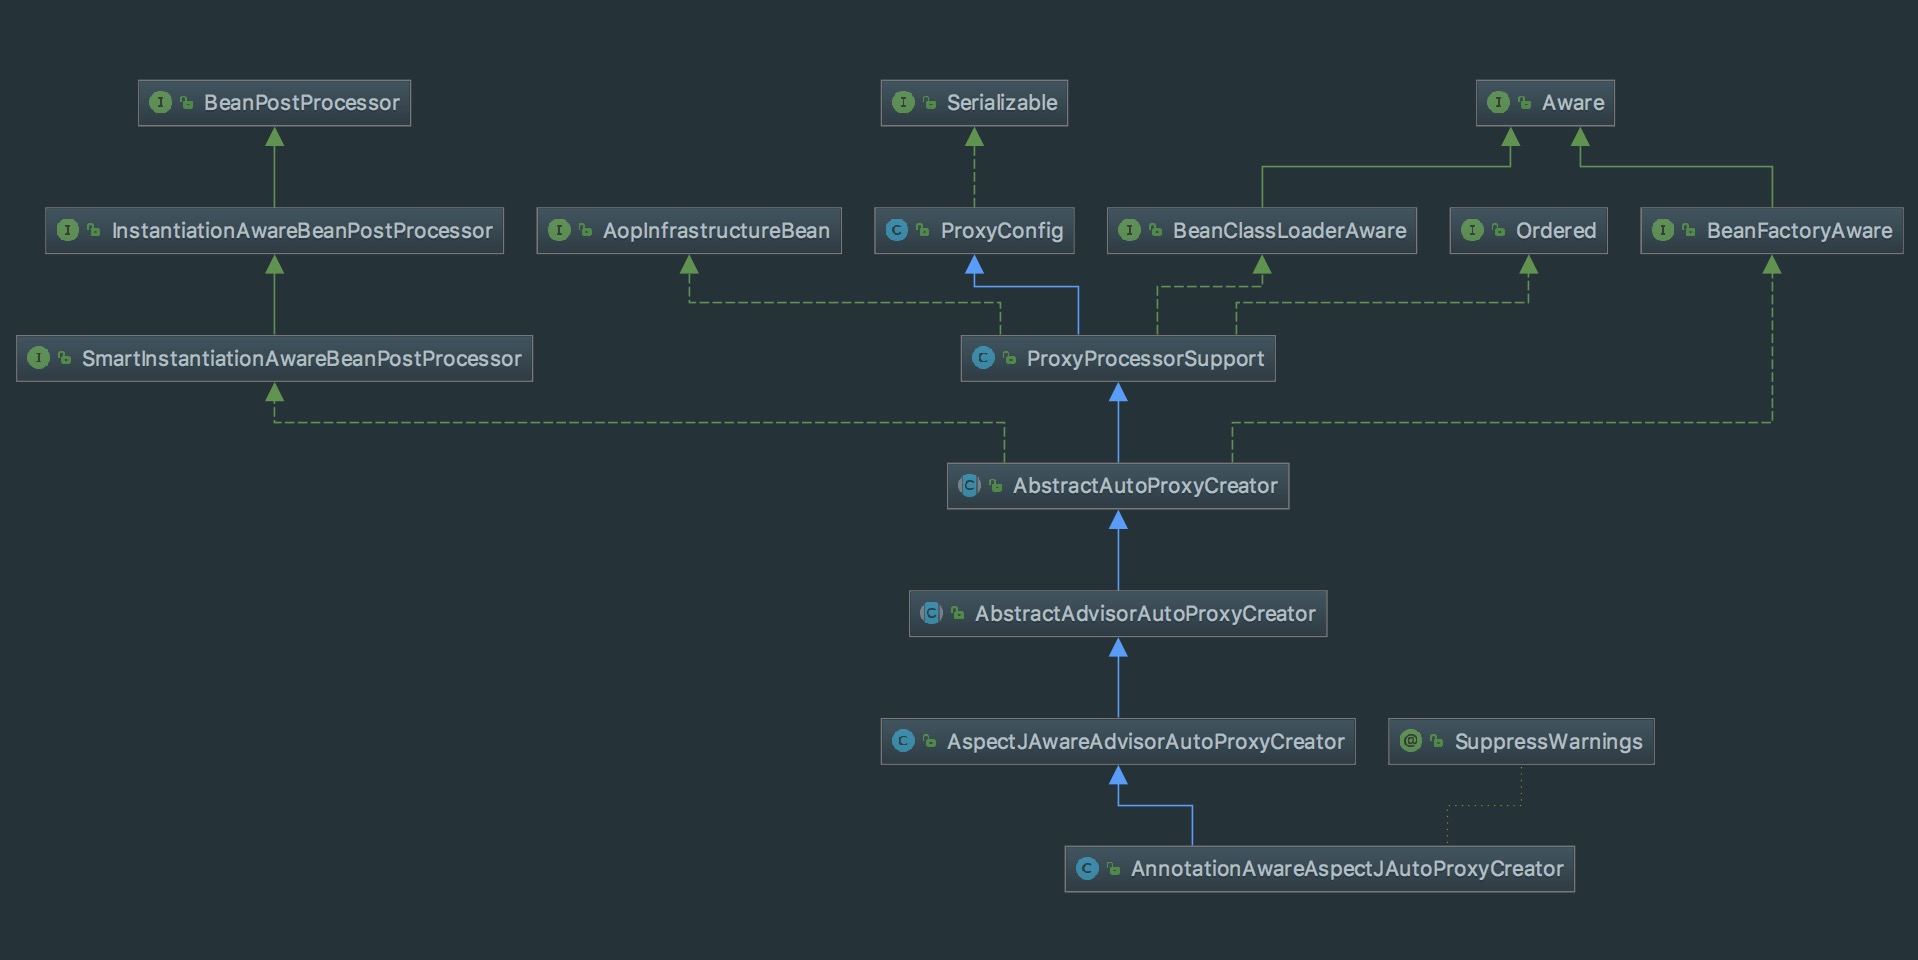 BeanPostProcessor
Serializable
Aware
InstantiationAwareBeanPostProcessor
AopInfrastructureBean
ProxyConfig
BeanClassLoaderAware
Ordered
BeanFactoryAware
SmartInstantiationAwareBeanPostProcessor
ProxyProcessorSupport
AbstractAutoProxyCreator
AbstractAdvisorAutoProxyCreator
AspectJAwareAdvisorAutoProxyCreator
SuppressWarnings
AnnotationAwareAspectJAutoProxyCreator